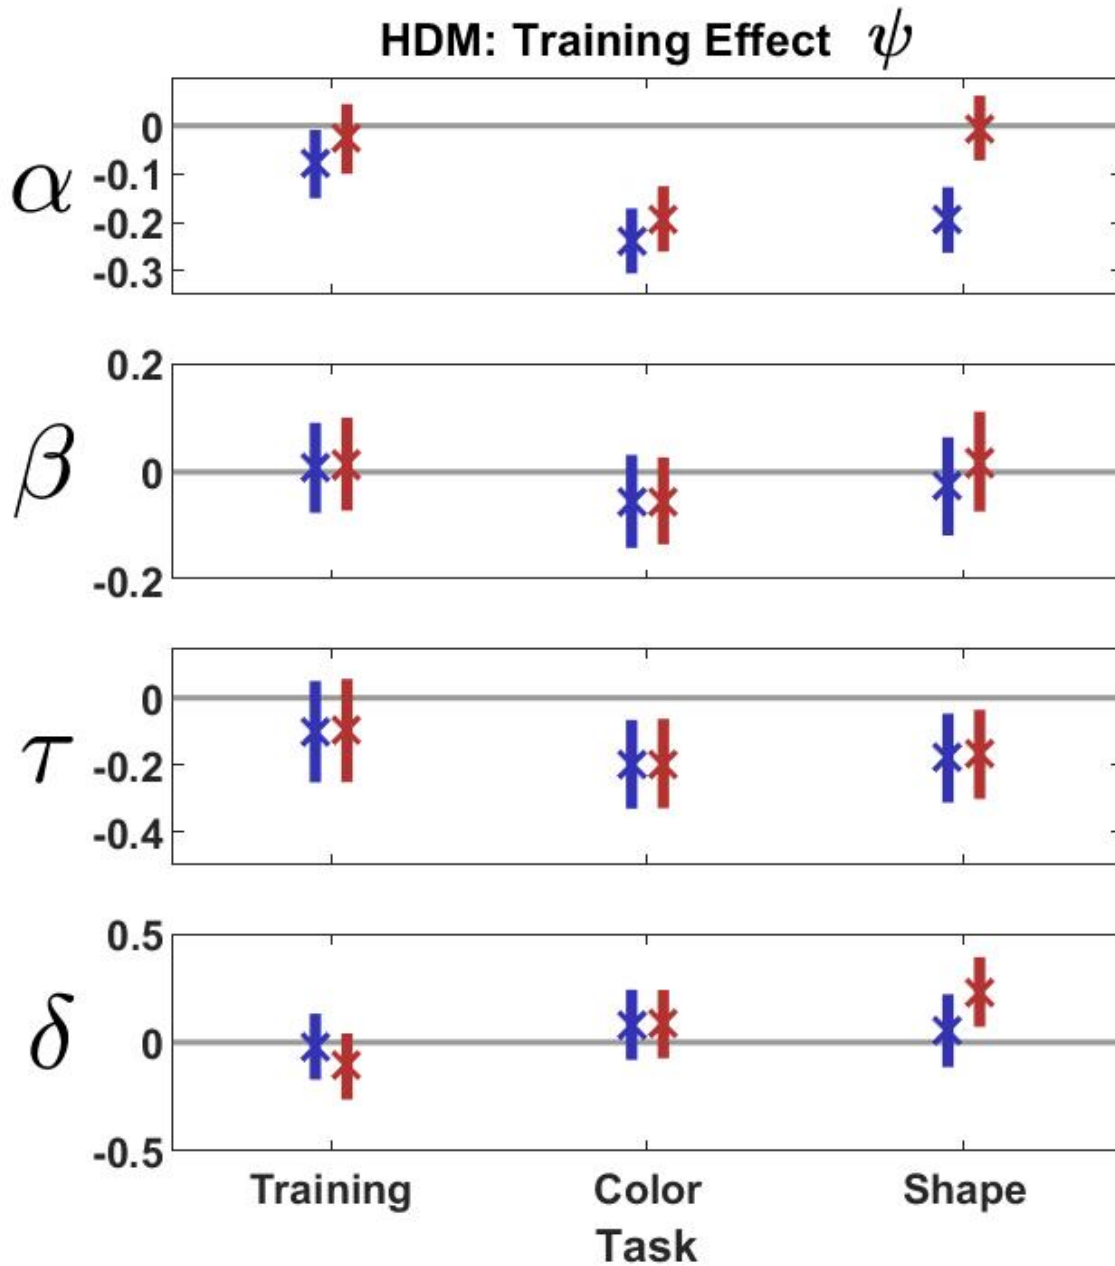 HDM: Training Effect ψ
α
0
-0.1
-0.2
-0.3
β
0.2
0
-0.2
τ
0
-0.2
-0.4
δ
0.5
0
-0.5
Training Color Shape
Task